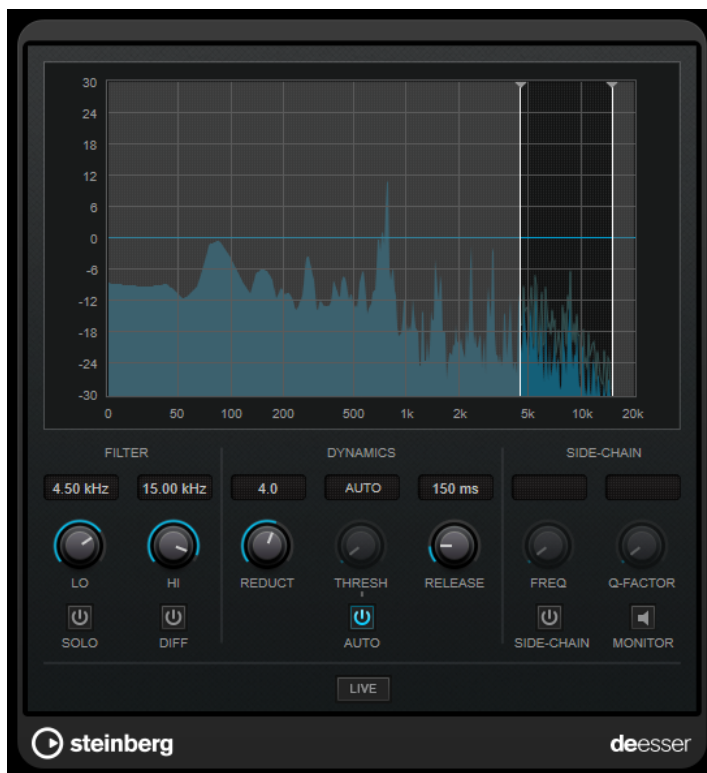 30
24
18
12
6
0
-6
-12
-18
-24
-30
0 50 100 200 500 1k 2k 5k 10k 20k
FILTER DYNAMICS SIDE-CHAIN
4.50 kHz 15.00 kHz 4.0 AUTO 150 ms
LO HI REDUCT THRESH RELEASE FREQ Q-FACTOR
SOLO DIFF AUTO SIDE-CHAIN MONITOR
LIVE
steinberg deesser